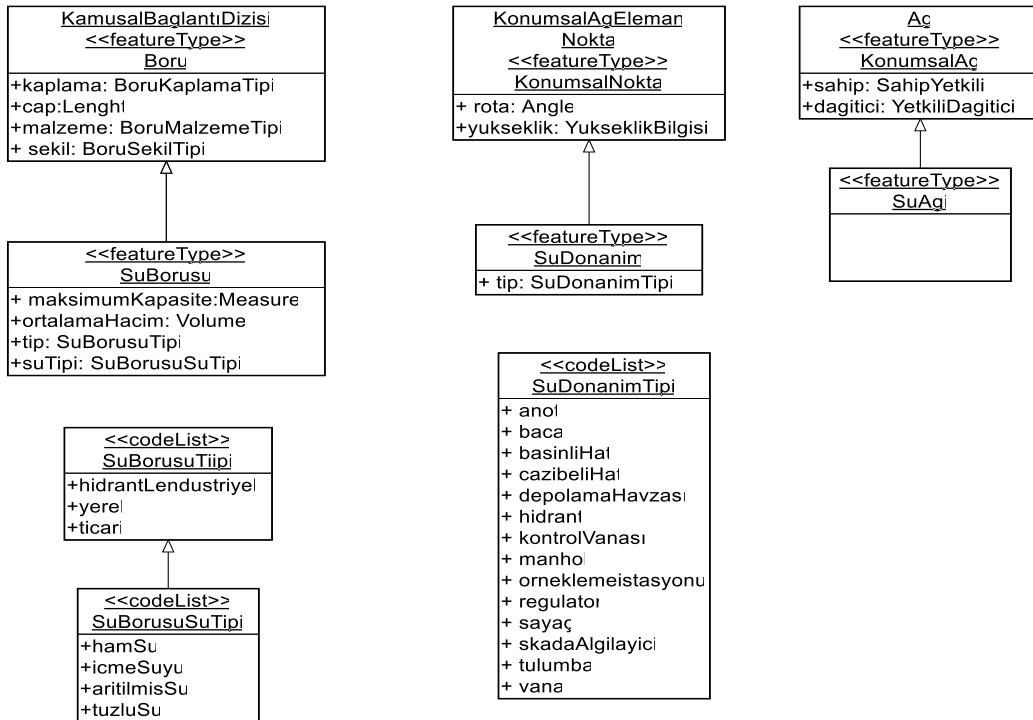 KamusalBaglantıDizisi
<<featureType>>
Boru
+kaplama: BoruKaplamaTipi
+cap:Lenght
+malzeme: BoruMalzemeTipi
+ sekil: BoruSekilTipi
<<featureType>>
SuBorusu
+ maksimumKapasite:Measure
+ortalamaHacim: Volume
+tip: SuBorusuTipi
+suTipi: SuBorusuSuTipi
<<codeList>>
SuBorusuTiipi
+hidrantLendustriyel
+yerel
+ticari
<<codeList>>
SuBorusuSuTipi
+hamSu
+icmeSuyu
+aritilmisSu
+tuzluSu
KonumsalAgEleman
Nokta
<<featureType>>
KonumsalNokta
+ rota: Angle
+yukseklik: YukseklikBilgisi
<<featureType>>
SuDonanim
+ tip: SuDonanimTipi
<<codeList>>
SuDonanimTipi
+ anot
+ baca
+ basinliHat
+ cazibeliHat
+ depolamaHavzası
+ hidrant
+ kontrolVanası
+ manhol
+ orneklemeistasyonu
+ regulator
+ sayaç
+ skadaAlgilayici
+ tulumba
+ vana
Ag
<<featureType>>
KonumsalAg
+sahip: SahipYetkili
+dagitici: YetkiliDagitici
<<featureType>>
SuAgi